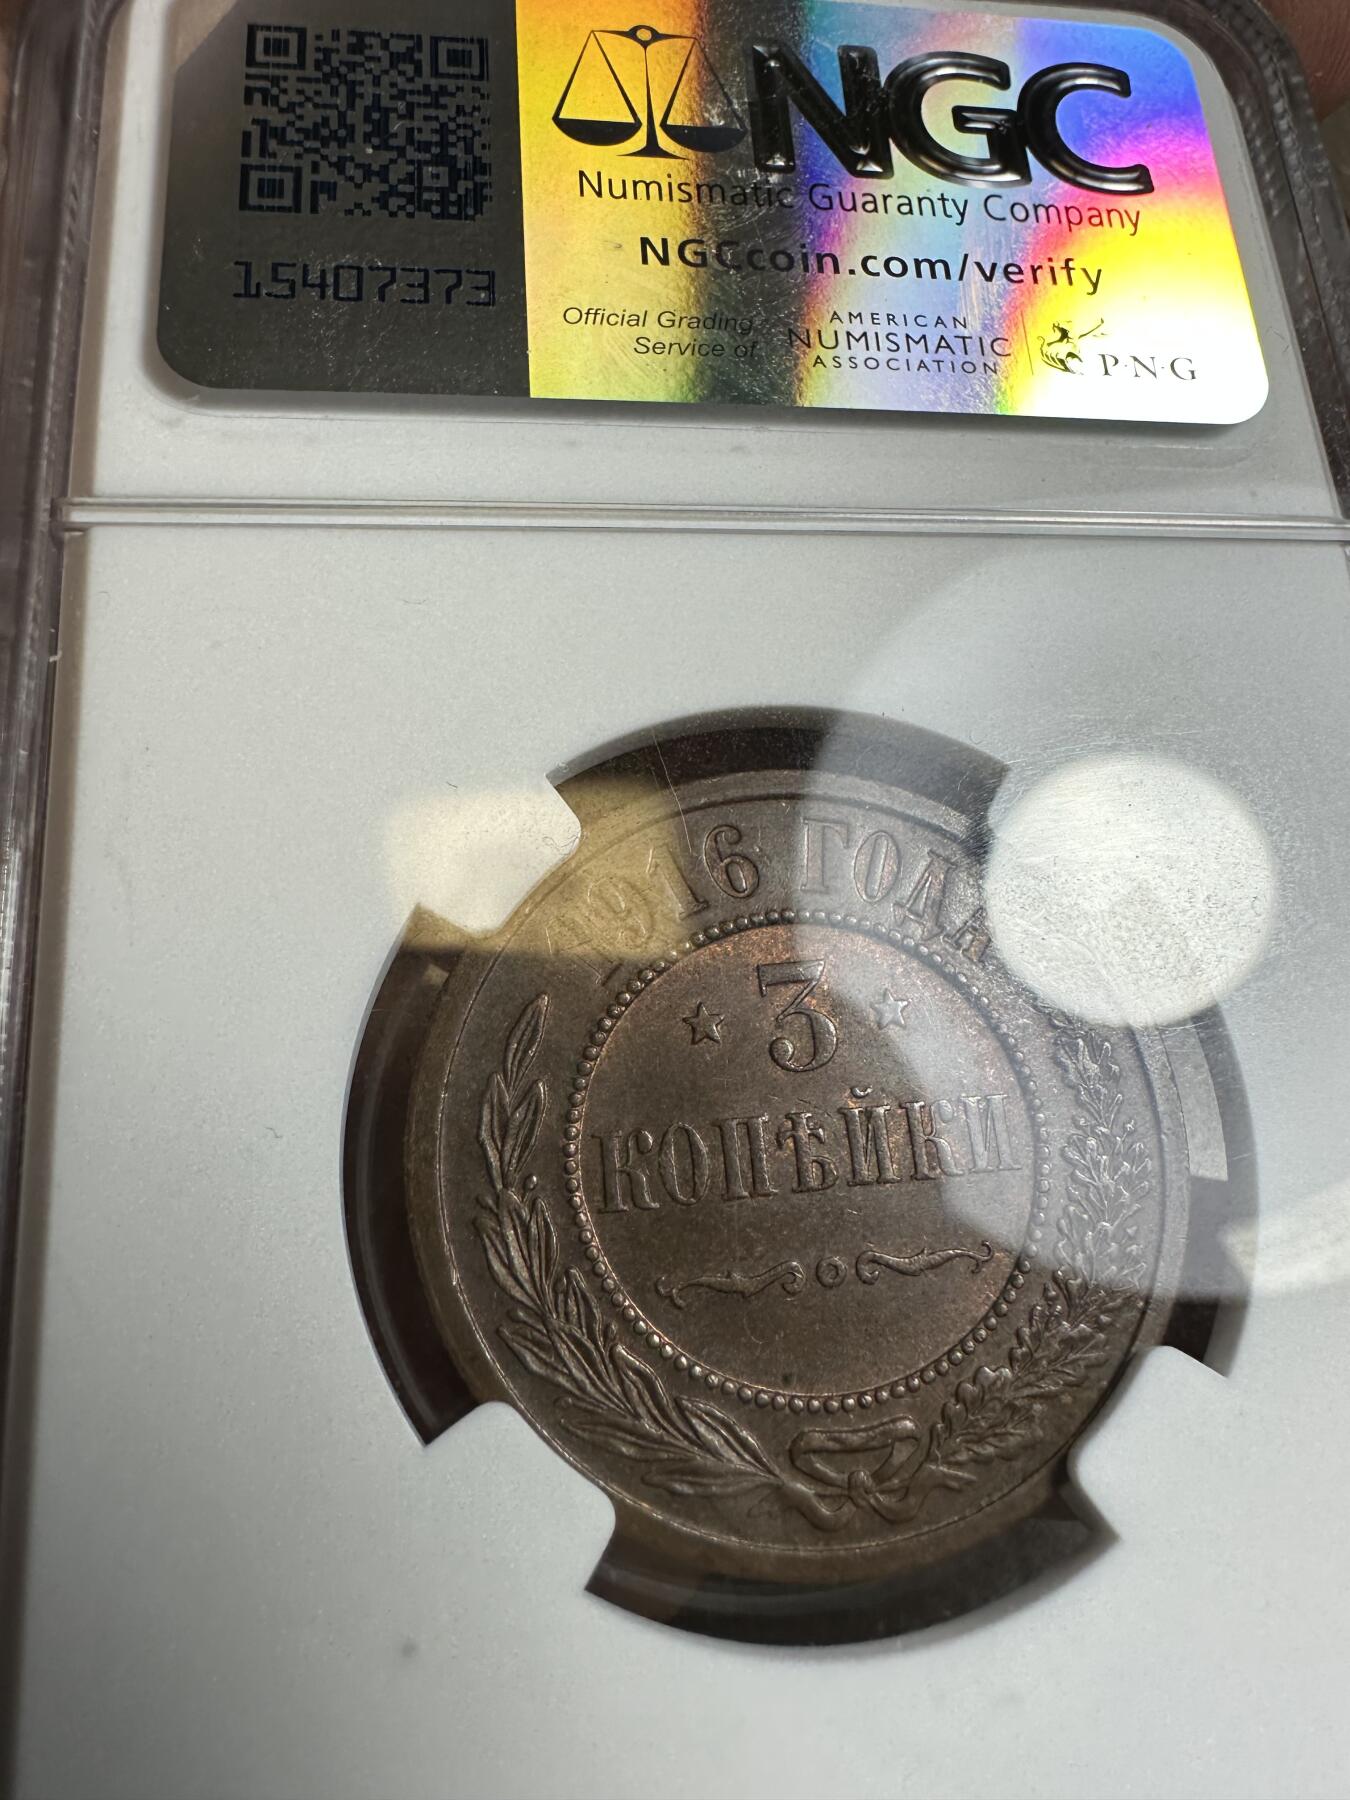 NGC
Numismatic Guaranty Company
NGCcoin.com/verify
15407373
Official Grading
Service of
AMERICAN
NUMISMATIC
ASSOCIATION
P·N·G
1916 ГОДА
3
КОПѢЙКИ